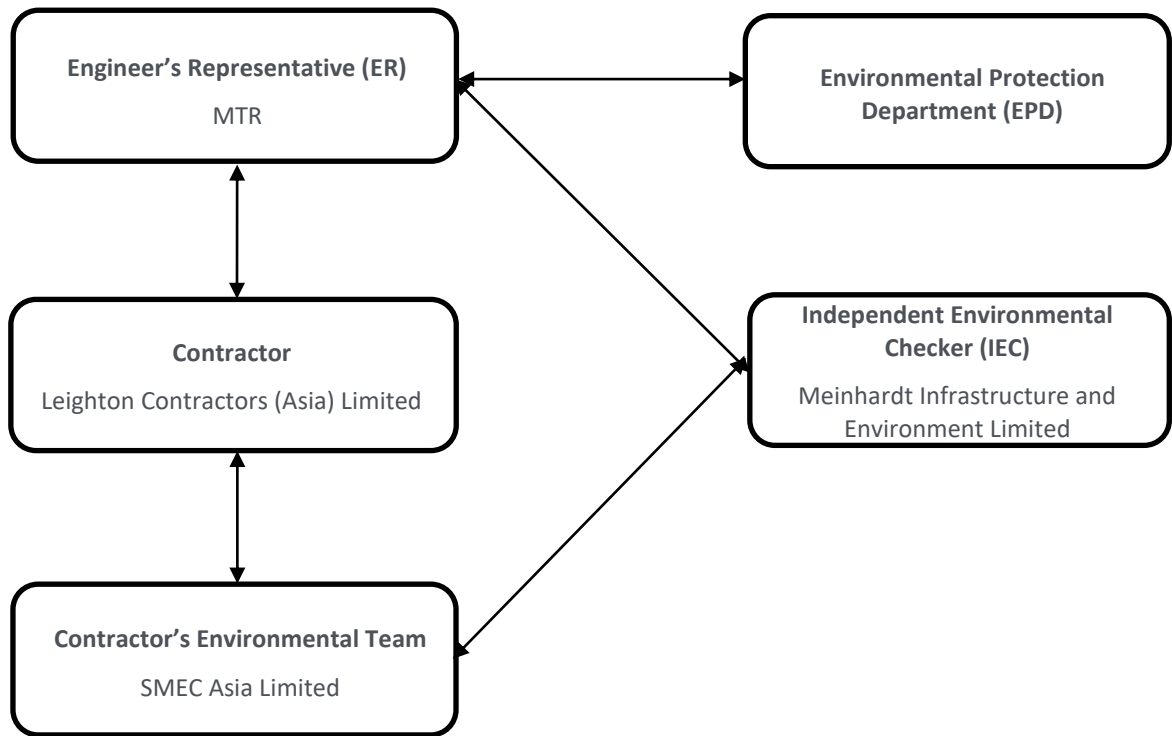 Engineer’s Representative (ER)
MTR
Environmental Protection
Department (EPD)
Contractor
Leighton Contractors (Asia) Limited
Independent Environmental
Checker (IEC)
Meinhardt Infrastructure and
Environment Limited
Contractor’s Environmental Team
SMEC Asia Limited